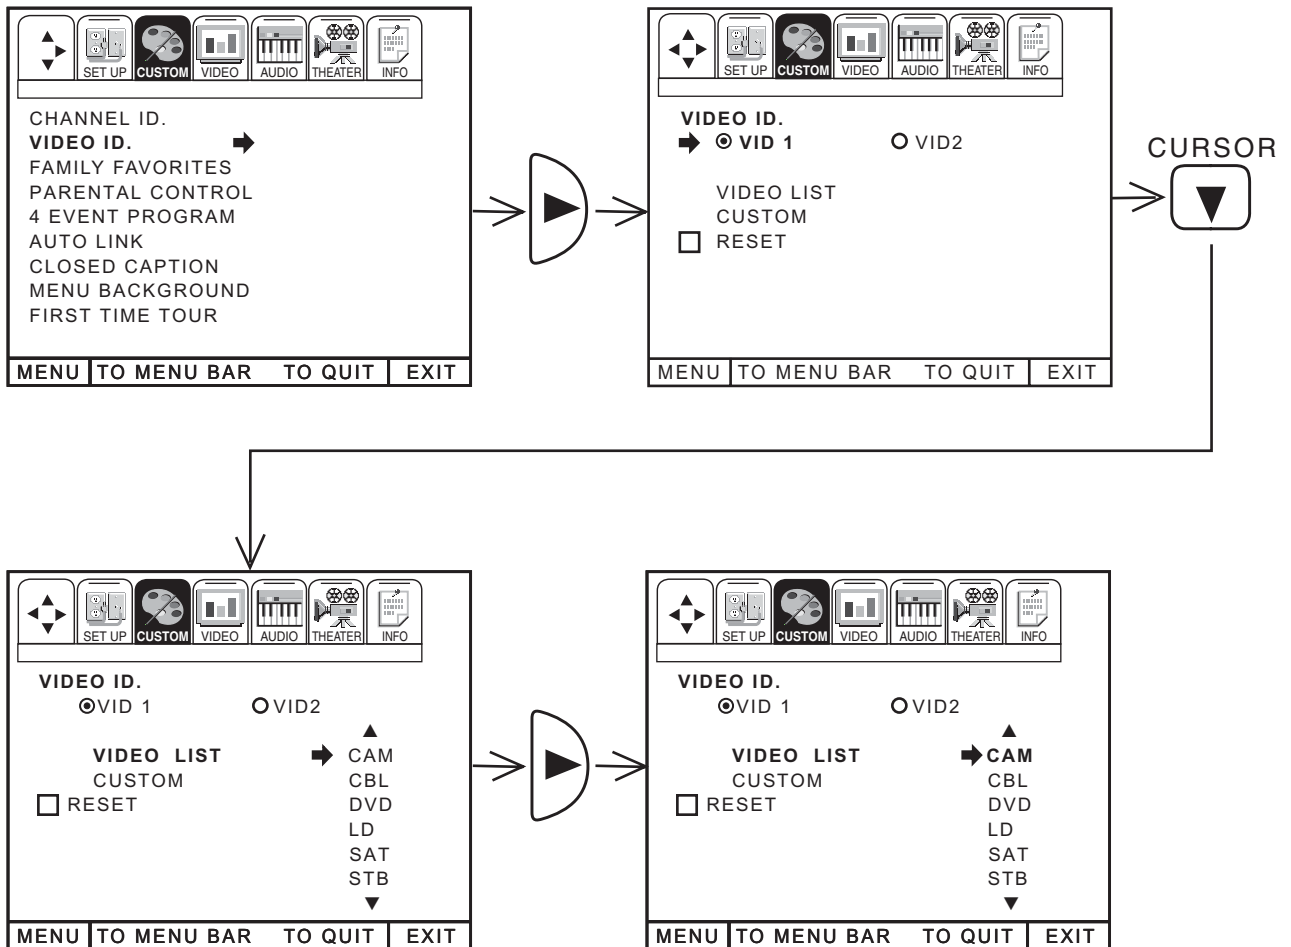 SET UP CUSTOM VIDEO AUDIO THEATER INFO
CHANNEL ID.
VIDEO ID.
FAMILY FAVORITES
PARENTAL CONTROL
4 EVENT PROGRAM
AUTO LINK
CLOSED CAPTION
MENU BACKGROUND
FIRST TIME TOUR
MENU TO MENU BAR TO QUIT EXIT
SET UP CUSTOM VIDEO AUDIO THEATER INFO
VIDEO ID.
VID 1 VID2
VIDEO LIST
CUSTOM
RESET
MENU TO MENU BAR TO QUIT EXIT
CURSOR
SET UP CUSTOM VIDEO AUDIO THEATER INFO
VIDEO ID.
VID 1 VID2
VIDEO LIST CAM
CUSTOM CBL
RESET DVD
LD
SAT
STB
MENU TO MENU BAR TO QUIT EXIT
SET UP CUSTOM VIDEO AUDIO THEATER INFO
VIDEO ID.
VID 1 VID2
VIDEO LIST CAM
CUSTOM CBL
RESET DVD
LD
SAT
STB
MENU TO MENU BAR TO QUIT EXIT